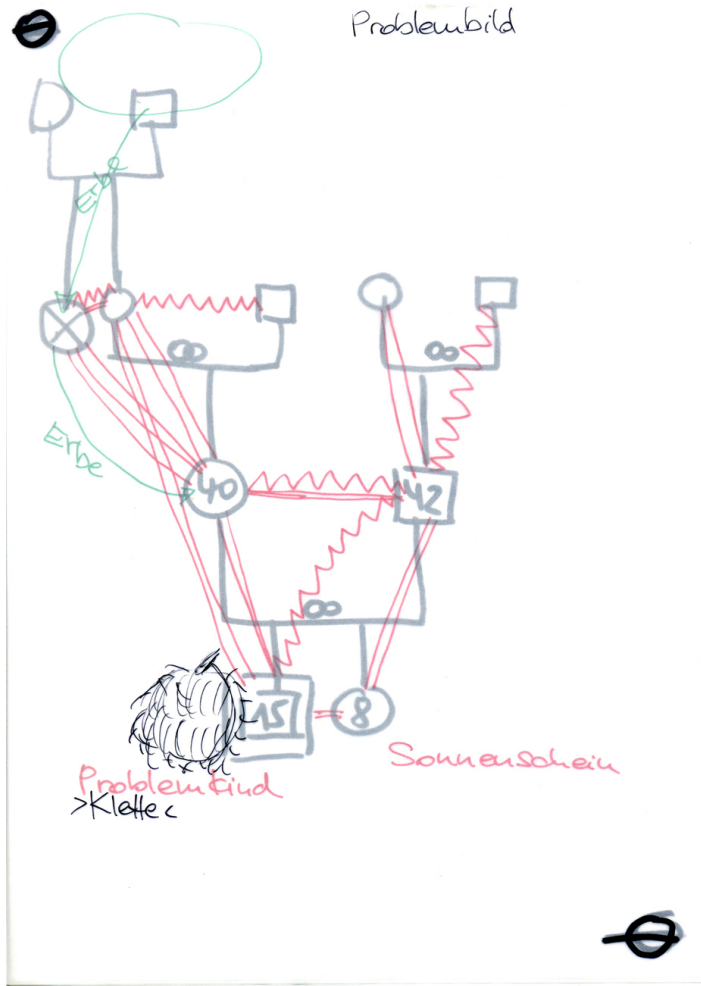 Problembild
Erbe
Erbe
40
42
15
8
Sonnenschein
Problemkind
>Klette<